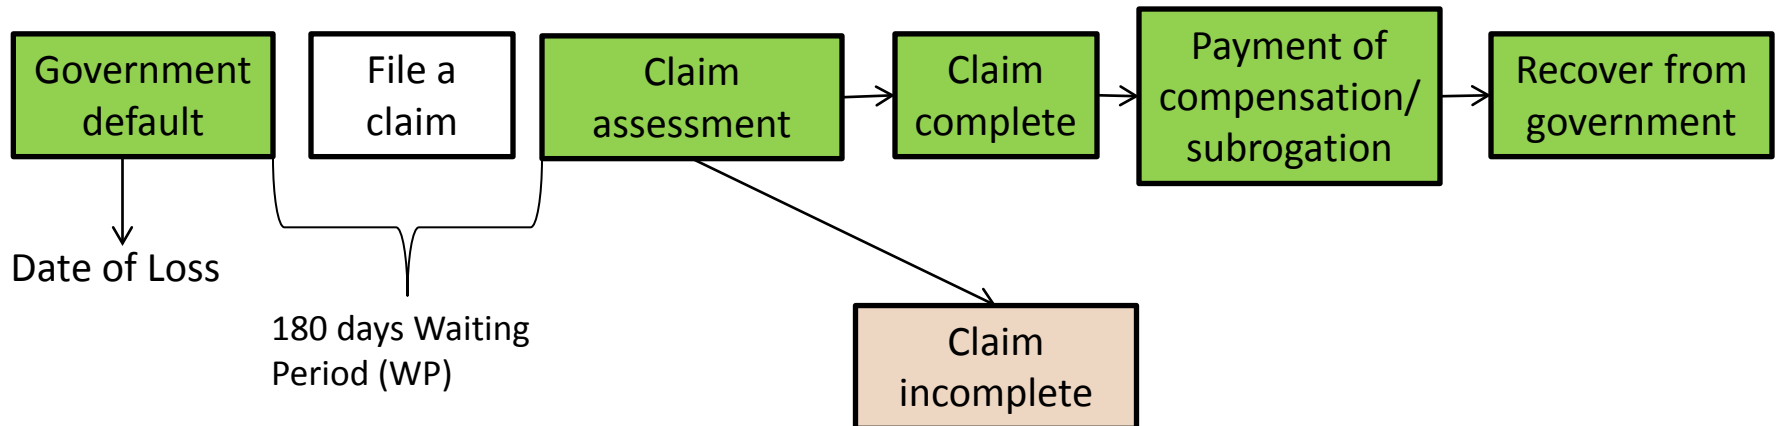 Government
default
File a
claim
Claim
assessment
Claim
complete
Payment of
compensation/
subrogation
Recover from
government
Date of Loss
180 days Waiting
Period (WP)
Claim
incomplete